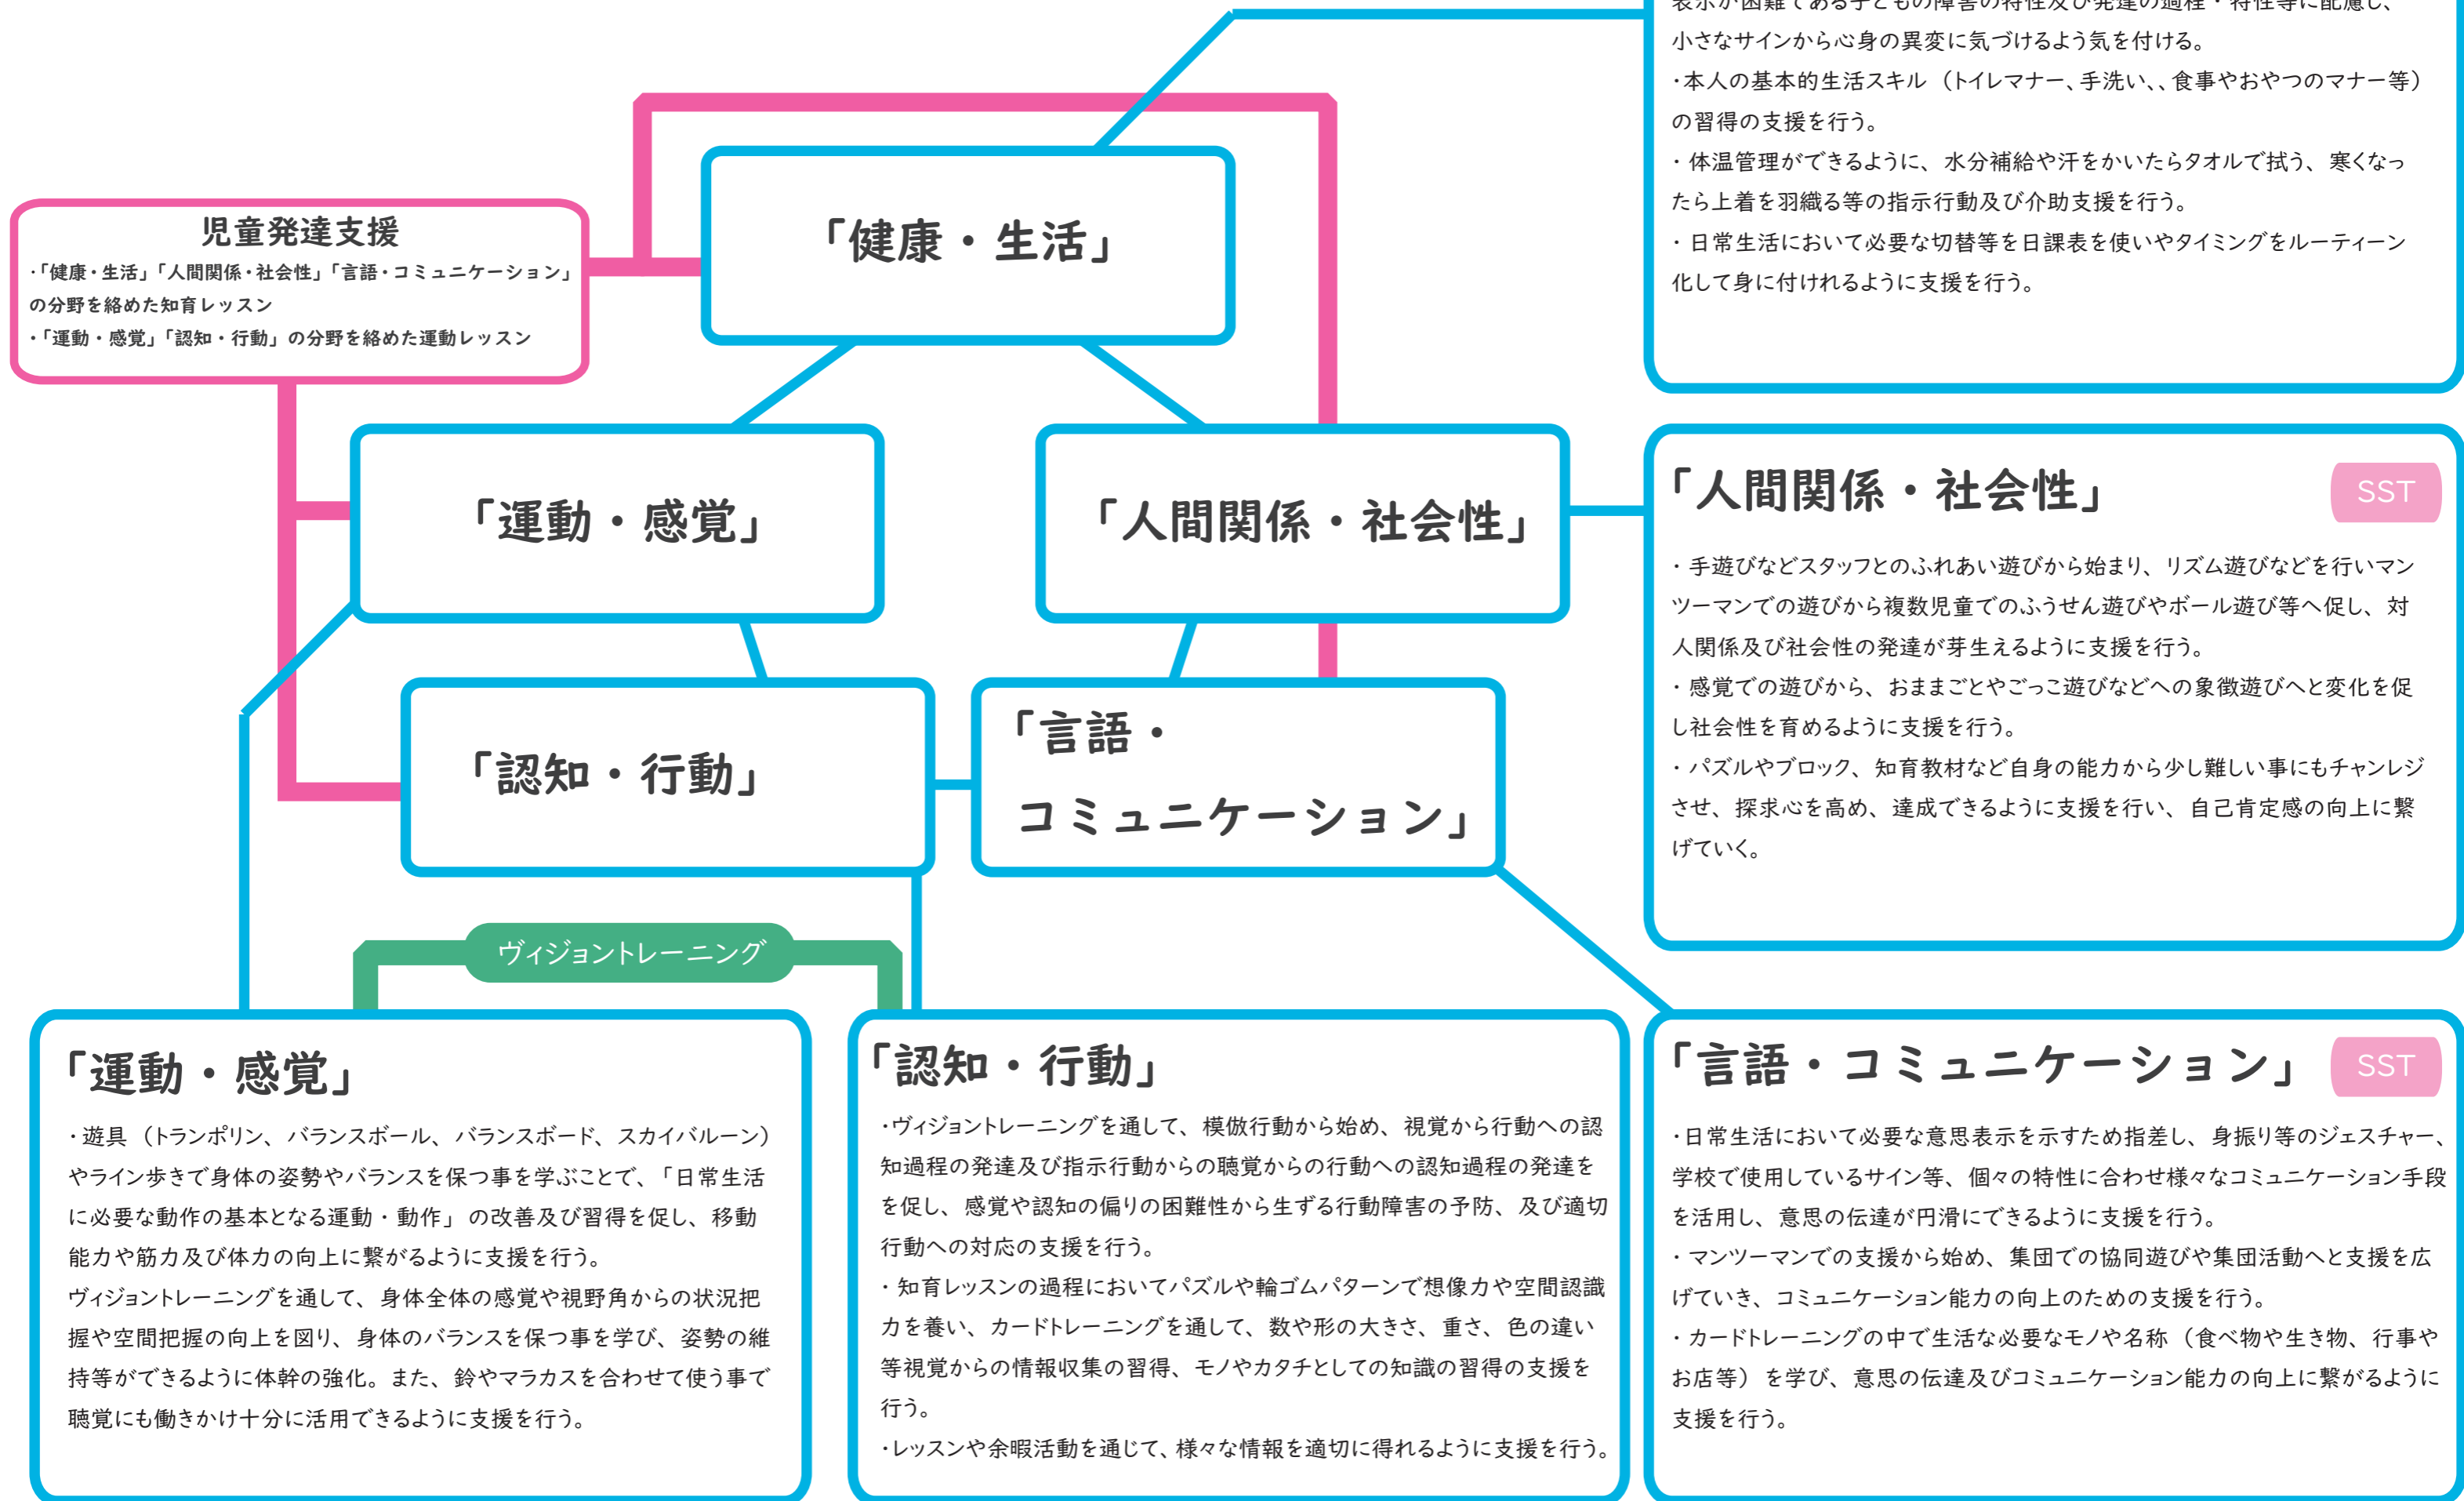 表示が困難である子どもの障害の特性及び発達の過程・特性等に配慮し、
小さなサインから心身の異変に気づけるよう気を付ける。
・本人の基本的生活スキル（トイレマナー、手洗い、、食事やおやつのマナー等）
の習得の支援を行う。
・体温管理ができるように、水分補給や汗をかいたらタオルで拭う、寒くなっ
たら上着を羽織る等の指示行動及び介助支援を行う。
・日常生活において必要な切替等を日課表を使いやタイミングをルーティーン
化して身に付けれるように支援を行う。
児童発達支援
・「健康・生活」「人間関係・社会性」「言語・コミュニケーション」
の分野を絡めた知育レッスン
・「運動・感覚」「認知・行動」の分野を絡めた運動レッスン
「健康・生活」
「運動・感覚」
「人間関係・社会性」
「認知・行動」
「言語・
コミュニケーション」
「人間関係・社会性」
SST
・手遊びなどスタッフとのふれあい遊びから始まり、リズム遊びなどを行いマン
ツーマンでの遊びから複数児童でのふうせん遊びやボール遊び等へ促し、対
人関係及び社会性の発達が芽生えるように支援を行う。
・感覚での遊びから、おままごとやごっこ遊びなどへの象徴遊びへと変化を促
し社会性を育めるように支援を行う。
・パズルやブロック、知育教材など自身の能力から少し難しい事にもチャンレジ
させ、探求心を高め、達成できるように支援を行い、自己肯定感の向上に繋
げていく。
ヴィジョントレーニング
「運動・感覚」
・遊具（トランポリン、バランスボール、バランスボード、スカイバルーン）
やライン歩きで身体の姿勢やバランスを保つ事を学ぶことで、「日常生活
に必要な動作の基本となる運動・動作」の改善及び習得を促し、移動
能力や筋力及び体力の向上に繋がるように支援を行う。
ヴィジョントレーニングを通して、身体全体の感覚や視野角からの状況把
握や空間把握の向上を図り、身体のバランスを保つ事を学び、姿勢の維
持等ができるように体幹の強化。また、鈴やマラカスを合わせて使う事で
聴覚にも働きかけ十分に活用できるように支援を行う。
「認知・行動」
・ヴィジョントレーニングを通して、模倣行動から始め、視覚から行動への認
知過程の発達及び指示行動からの聴覚からの行動への認知過程の発達を
を促し、感覚や認知の偏りの困難性から生ずる行動障害の予防、及び適切
行動への対応の支援を行う。
・知育レッスンの過程においてパズルや輪ゴムパターンで想像力や空間認識
力を養い、カードトレーニングを通して、数や形の大きさ、重さ、色の違い
等視覚からの情報収集の習得、モノやカタチとしての知識の習得の支援を
行う。
・レッスンや余暇活動を通じて、様々な情報を適切に得れるように支援を行う。
「言語・コミュニケーション」
SST
・日常生活において必要な意思表示を示すため指差し、身振り等のジェスチャー、
学校で使用しているサイン等、個々の特性に合わせ様々なコミュニケーション手段
を活用し、意思の伝達が円滑にできるように支援を行う。
・マンツーマンでの支援から始め、集団での協同遊びや集団活動へと支援を広
げていき、コミュニケーション能力の向上のための支援を行う。
・カードトレーニングの中で生活な必要なモノや名称（食べ物や生き物、行事や
お店等）を学び、意思の伝達及びコミュニケーション能力の向上に繋がるように
支援を行う。